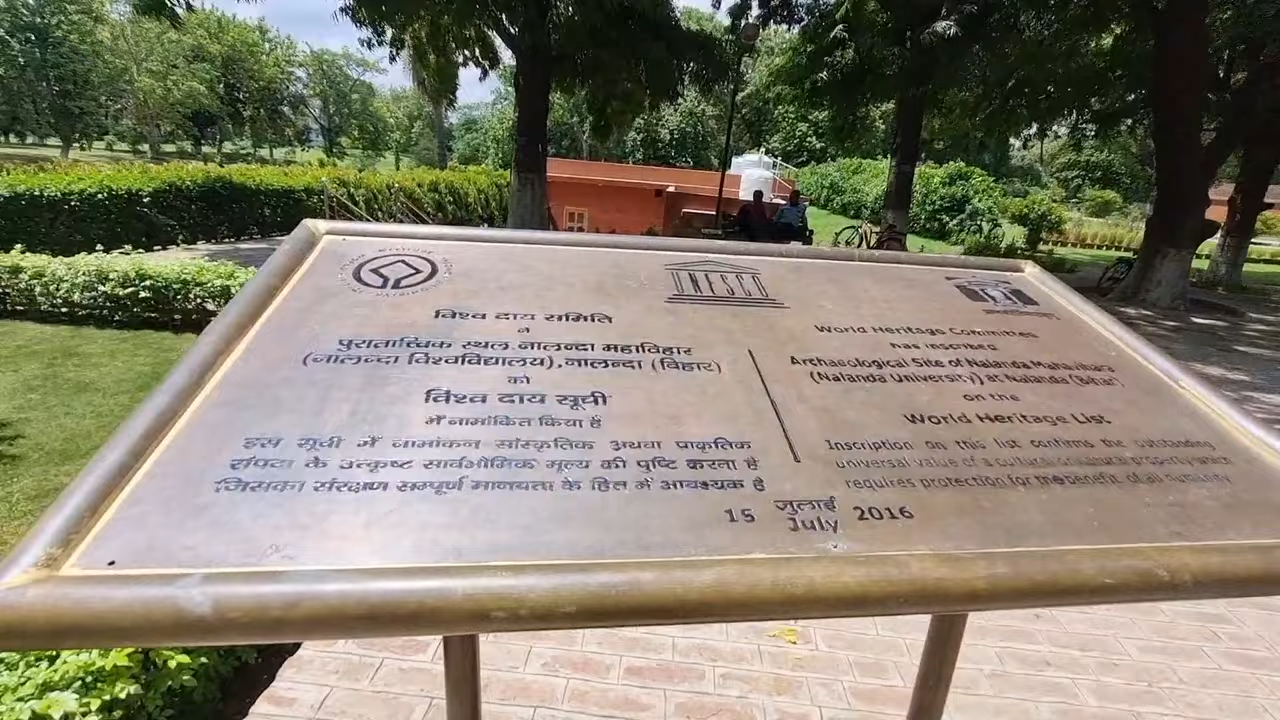 UNESCO
विश्व दाय समिति
ने
पुरातात्त्विक स्थल नालन्दा महाविहार
(नालन्दा विश्वविद्यालय), नालन्दा (बिहार)
को
विश्व दाय सूची
में नामांकित किया है
इस सूची में नामांकन सांस्कृतिक अथवा प्राकृतिक
संपदा के उत्कृष्ट सार्वभौमिक मूल्य की पुष्टि करता है
जिसका संरक्षण सम्पूर्ण मानवता के हित में आवश्यक है
World Heritage Committee
has inscribed
Archaeological Site of Nalanda Mahavihara
(Nalanda University) at Nalanda (Bihar)
on the
World Heritage List
Inscription on this list confirms the outstanding
universal value of a cultural or natural property which
requires protection for the benefit of all humanity
15 जुलाई July 2016